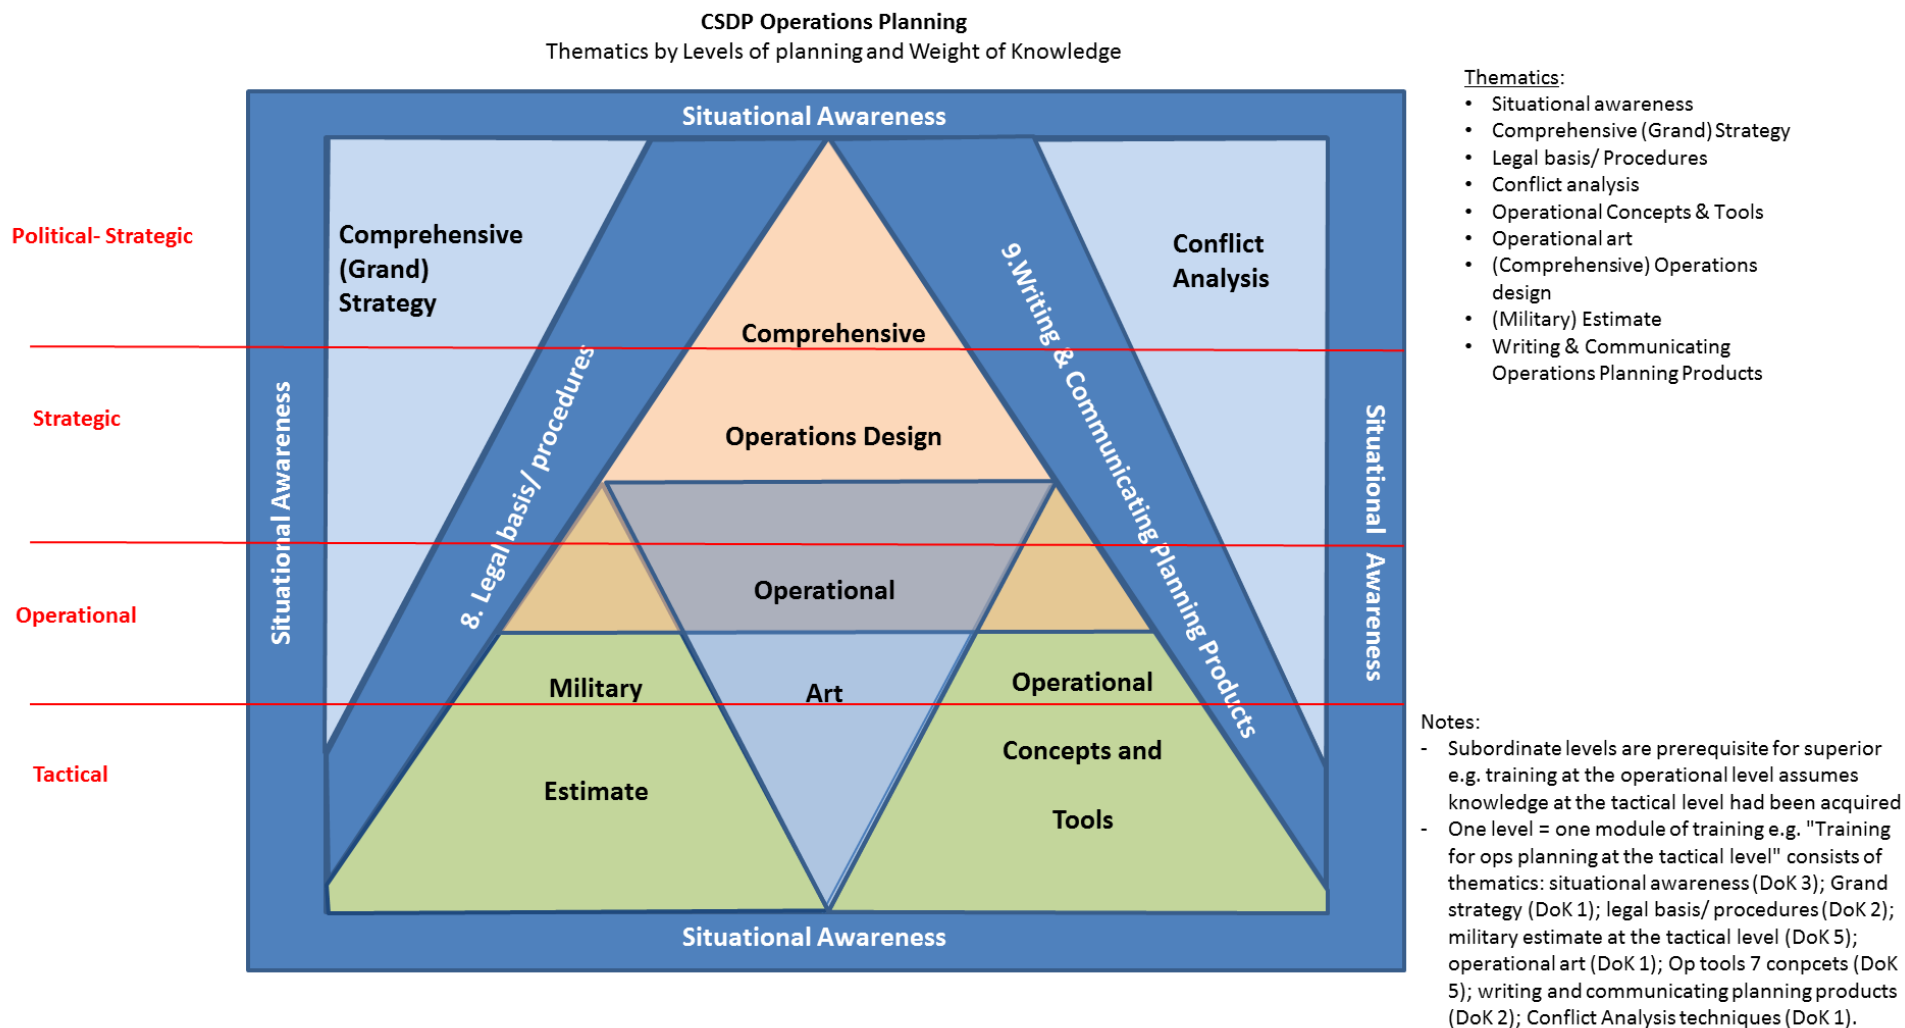 CSDP Operations Planning
Thematics by Levels of planning and Weight of Knowledge
Situational Awareness
Political- Strategic
Strategic
Operational
Tactical
Situational Awareness
Comprehensive
(Grand)
Strategy
8. Legal basis/ procedures
Comprehensive
Operations Design
Operational
Art
Military
Estimate
Operational
Concepts and
Tools
9.Writing & Communicating Planning Products
Conflict
Analysis
Situational Awareness
Situational Awareness
Thematics:
• Situational awareness
• Comprehensive (Grand) Strategy
• Legal basis/ Procedures
• Conflict analysis
• Operational Concepts & Tools
• Operational art
• (Comprehensive) Operations
design
• (Military) Estimate
• Writing & Communicating
Operations Planning Products
Notes:
- Subordinate levels are prerequisite for superior
e.g. training at the operational level assumes
knowledge at the tactical level had been acquired
- One level = one module of training e.g. "Training
for ops planning at the tactical level" consists of
thematics: situational awareness (DoK 3); Grand
strategy (DoK 1); legal basis/ procedures (DoK 2);
military estimate at the tactical level (DoK 5);
operational art (DoK 1); Op tools 7 conpcets (DoK
5); writing and communicating planning products
(DoK 2); Conflict Analysis techniques (DoK 1).